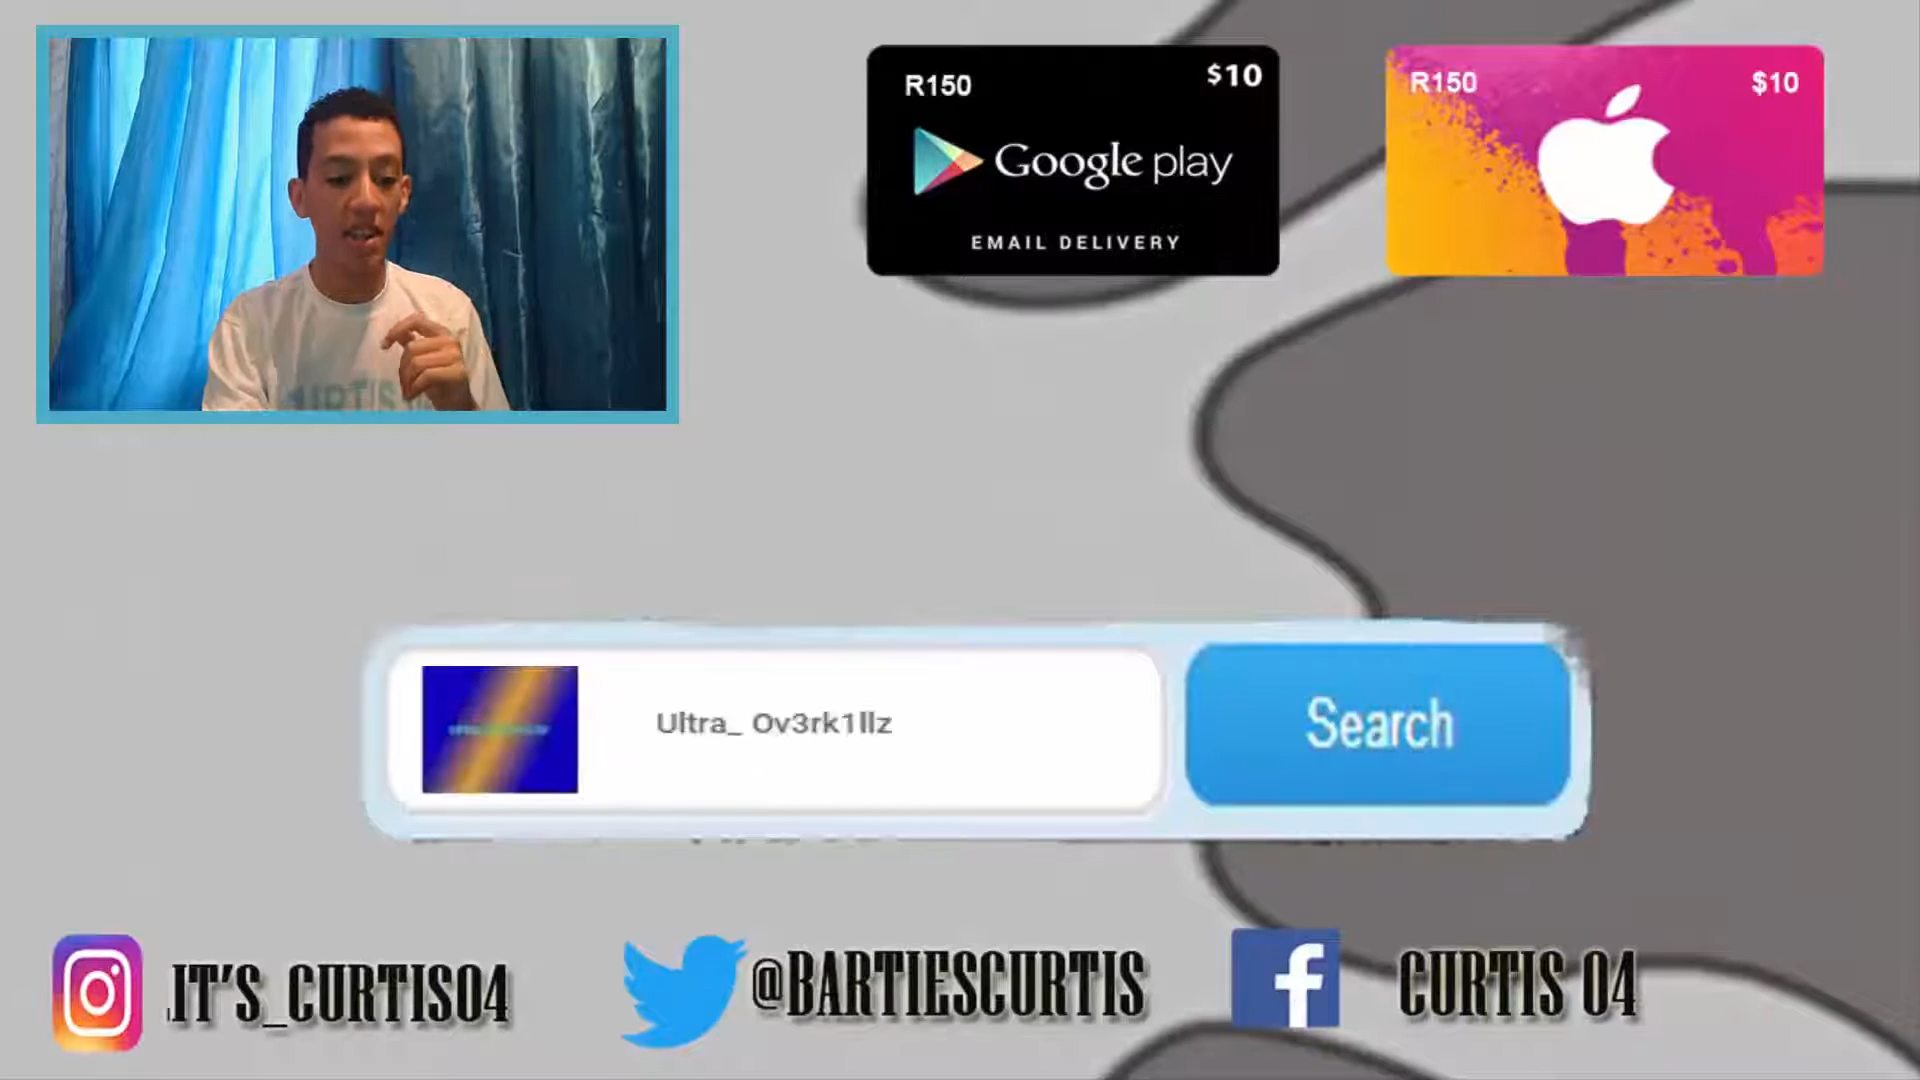 R150
$10
Google play
EMAIL DELIVERY
R150
$10
Ultra_ Ov3rk1llz
Search
.IT'S_CURTIS04
@BARTIESCURTIS
CURTIS 04